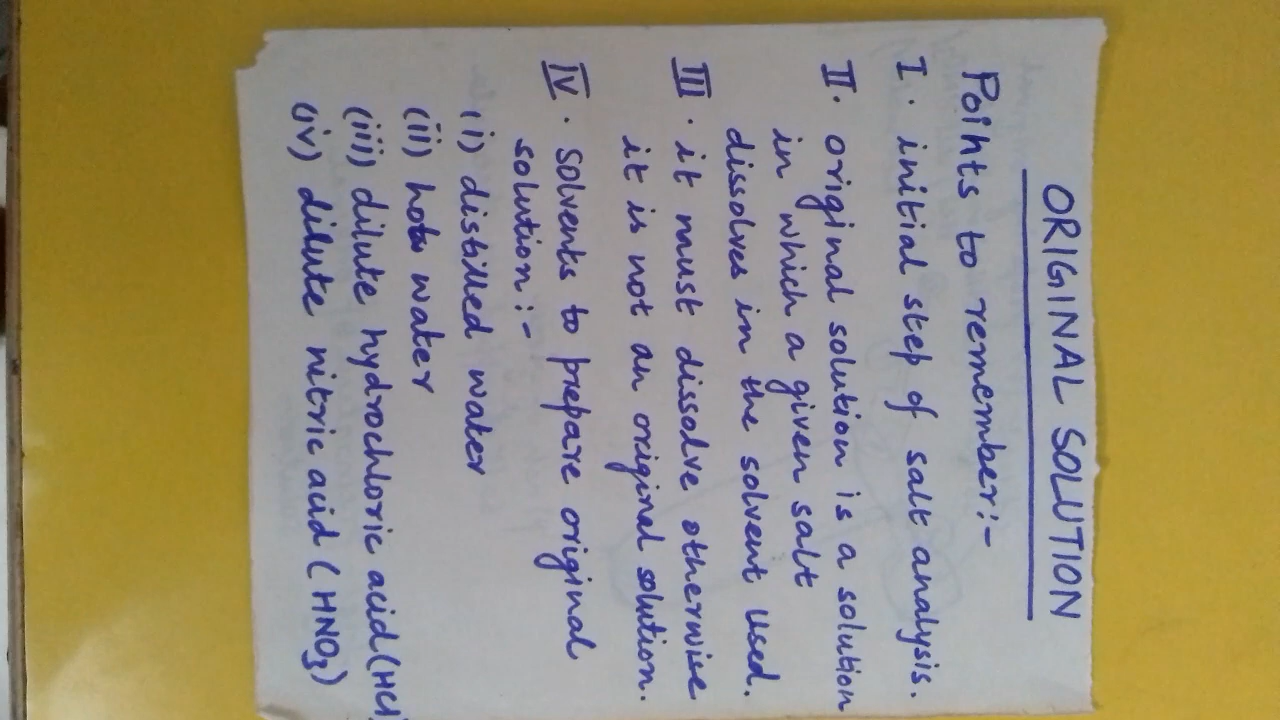 ORIGINAL SOLUTION
Points to remember:-
I. initial step of salt analysis.
II. original solution is a solution
in which a given salt
dissolves in the solvent used.
III. it must dissolve otherwise
it is not an original solution.
IV. solvents to prepare original
solution:-
(i) distilled water
(ii) hot water
(iii) dilute hydrochloric acid (HCl)
(iv) dilute nitric acid (HNO₃)